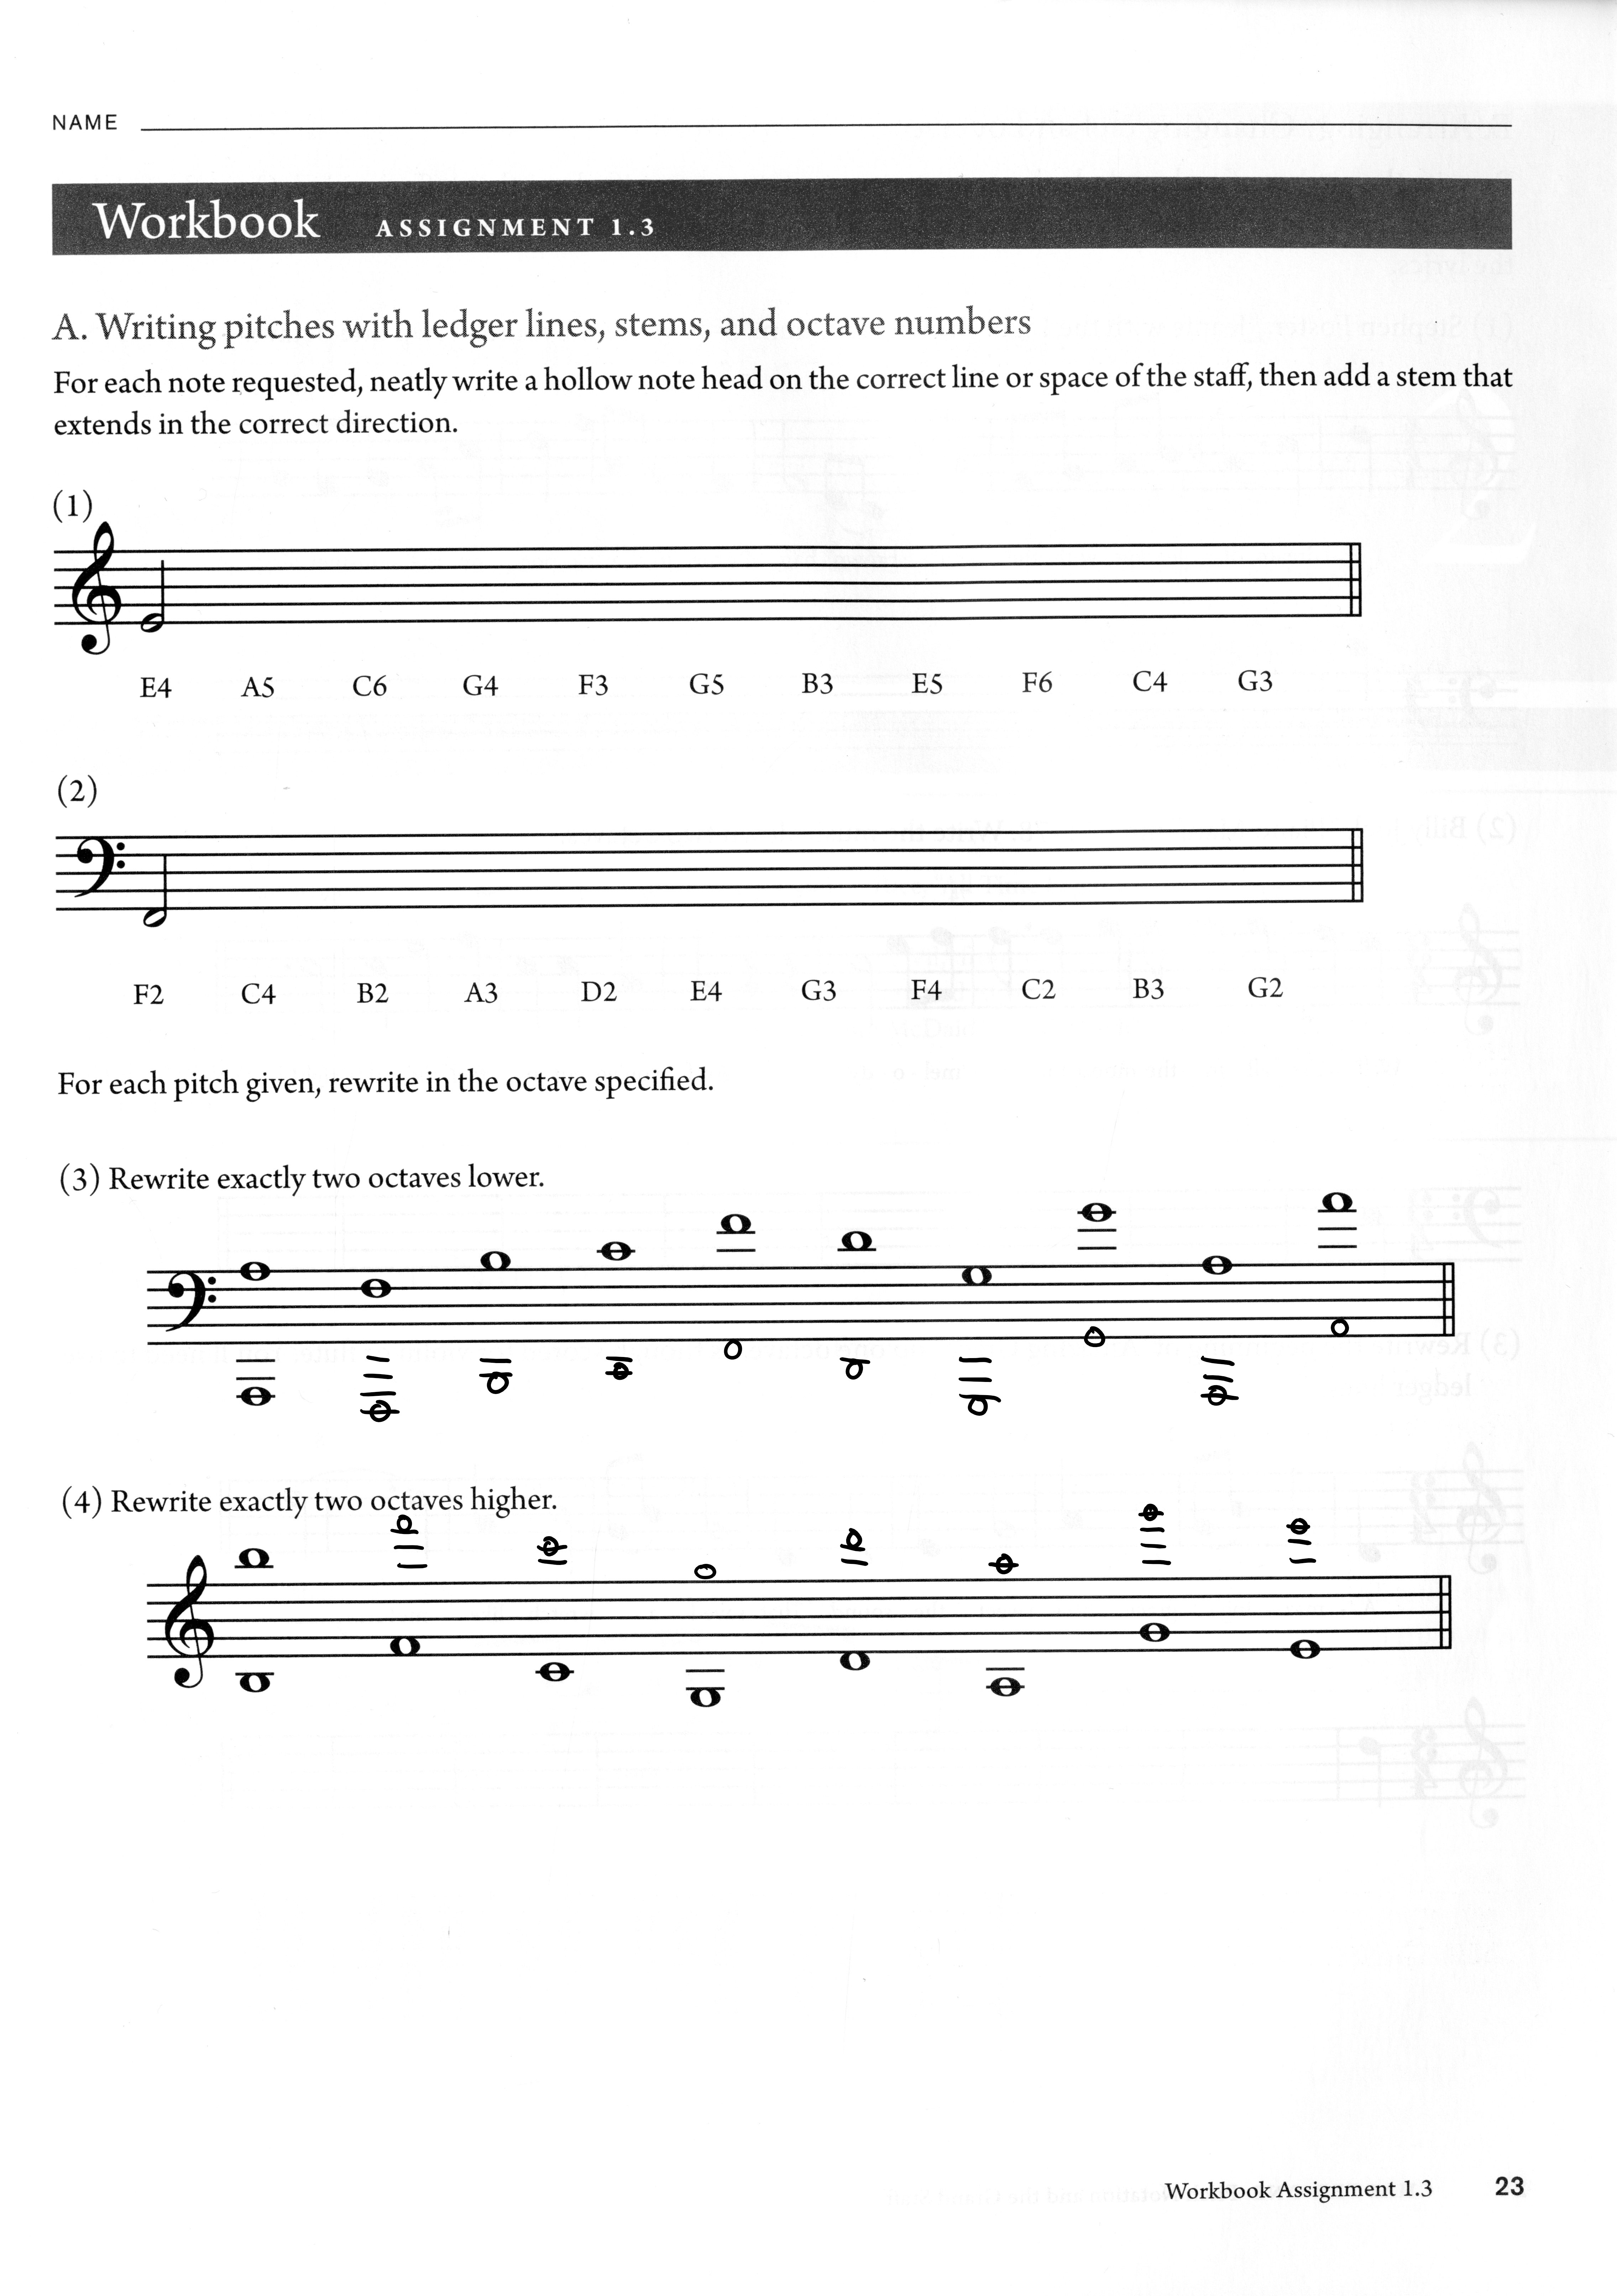 NAME
Workbook ASSIGNMENT 1.3
A. Writing pitches with ledger lines, stems, and octave numbers
For each note requested, neatly write a hollow note head on the correct line or space of the staff, then add a stem that
extends in the correct direction.
(1)
E4 A5 C6 G4 F3 G5 B3 E5 F6 C4 G3
(2)
F2 C4 B2 A3 D2 E4 G3 F4 C2 B3 G2
For each pitch given, rewrite in the octave specified.
(3) Rewrite exactly two octaves lower.
(4) Rewrite exactly two octaves higher.
Workbook Assignment 1.3 23